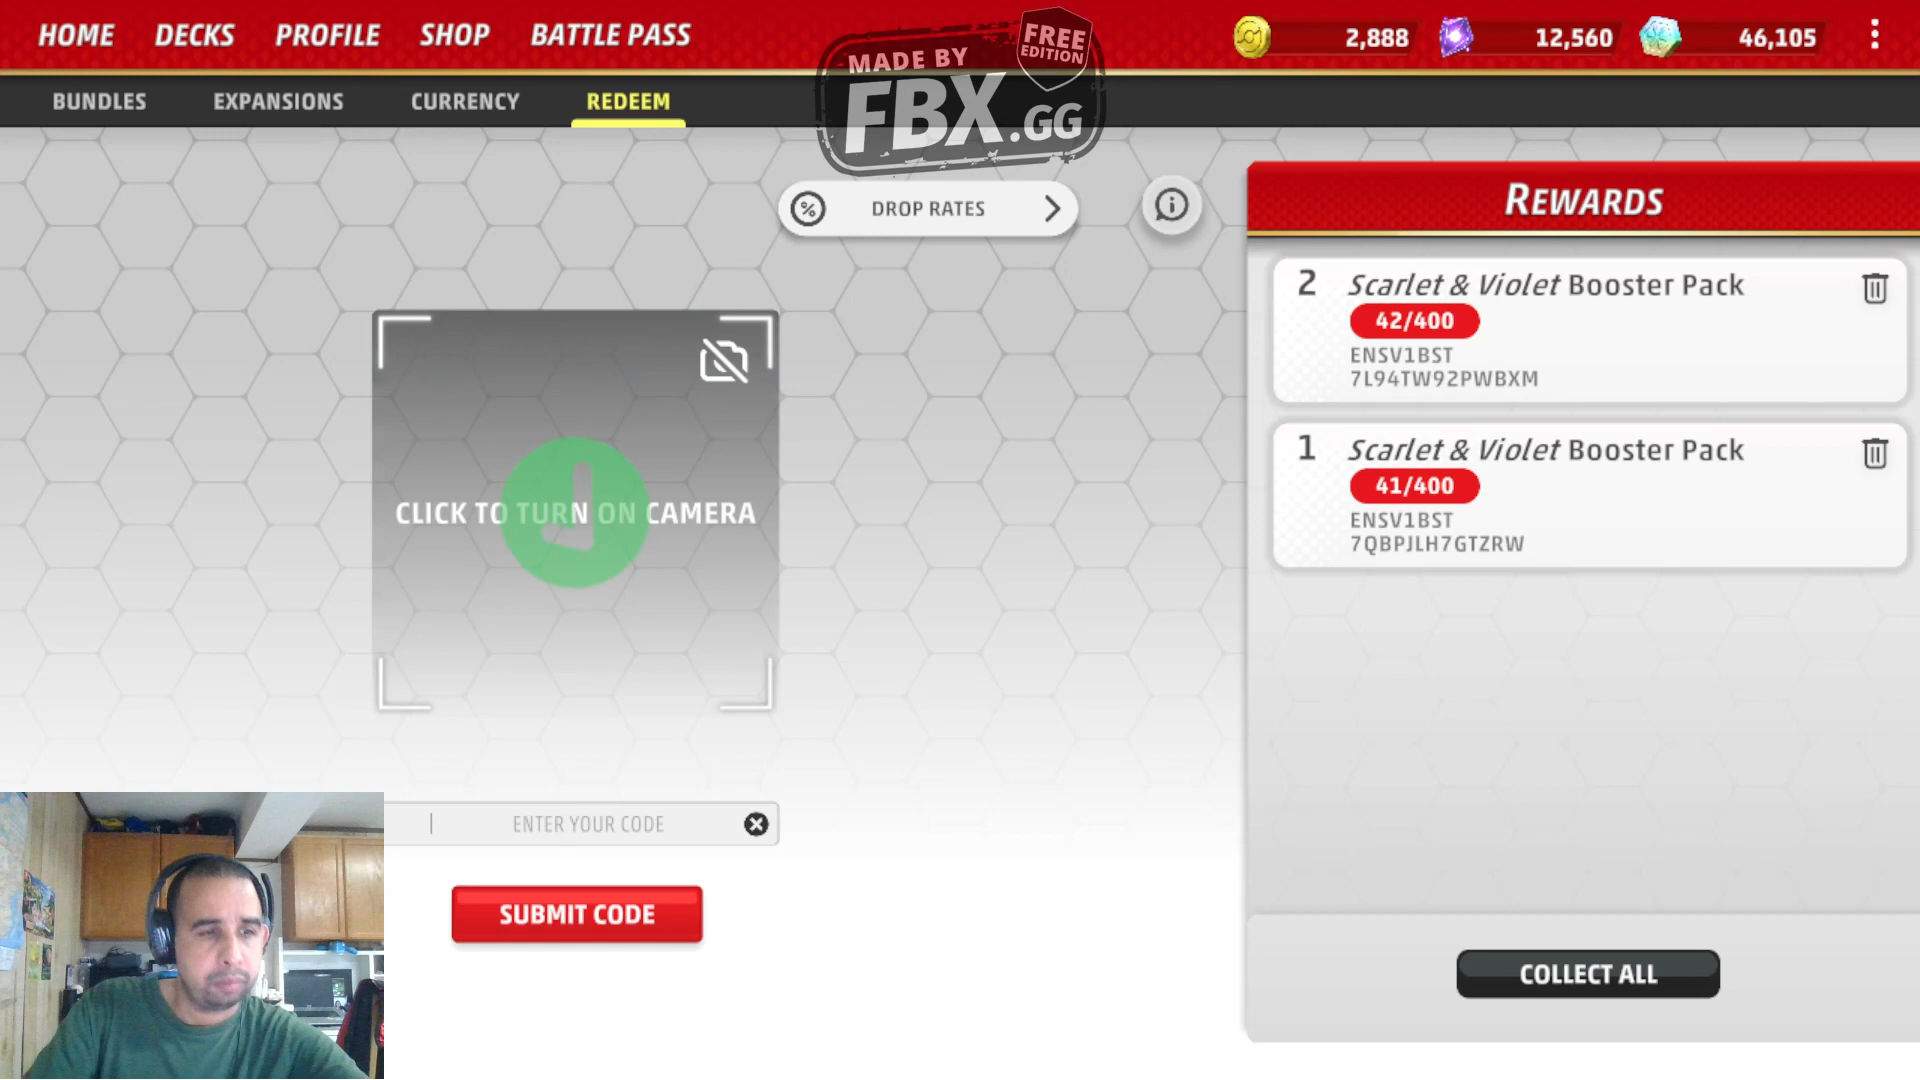 HOME DECKS PROFILE SHOP BATTLE PASS
MADE BY
FREE
EDITION
FBX.GG
2,888 12,560 46,105
BUNDLES EXPANSIONS CURRENCY REDEEM
% DROP RATES
REWARDS
2 Scarlet & Violet Booster Pack
42/400
ENSV1BST
7L94TW92PWBXM
1 Scarlet & Violet Booster Pack
41/400
ENSV1BST
7QBPJLH7GTZRW
CLICK TO TURN ON CAMERA
ENTER YOUR CODE
SUBMIT CODE
COLLECT ALL